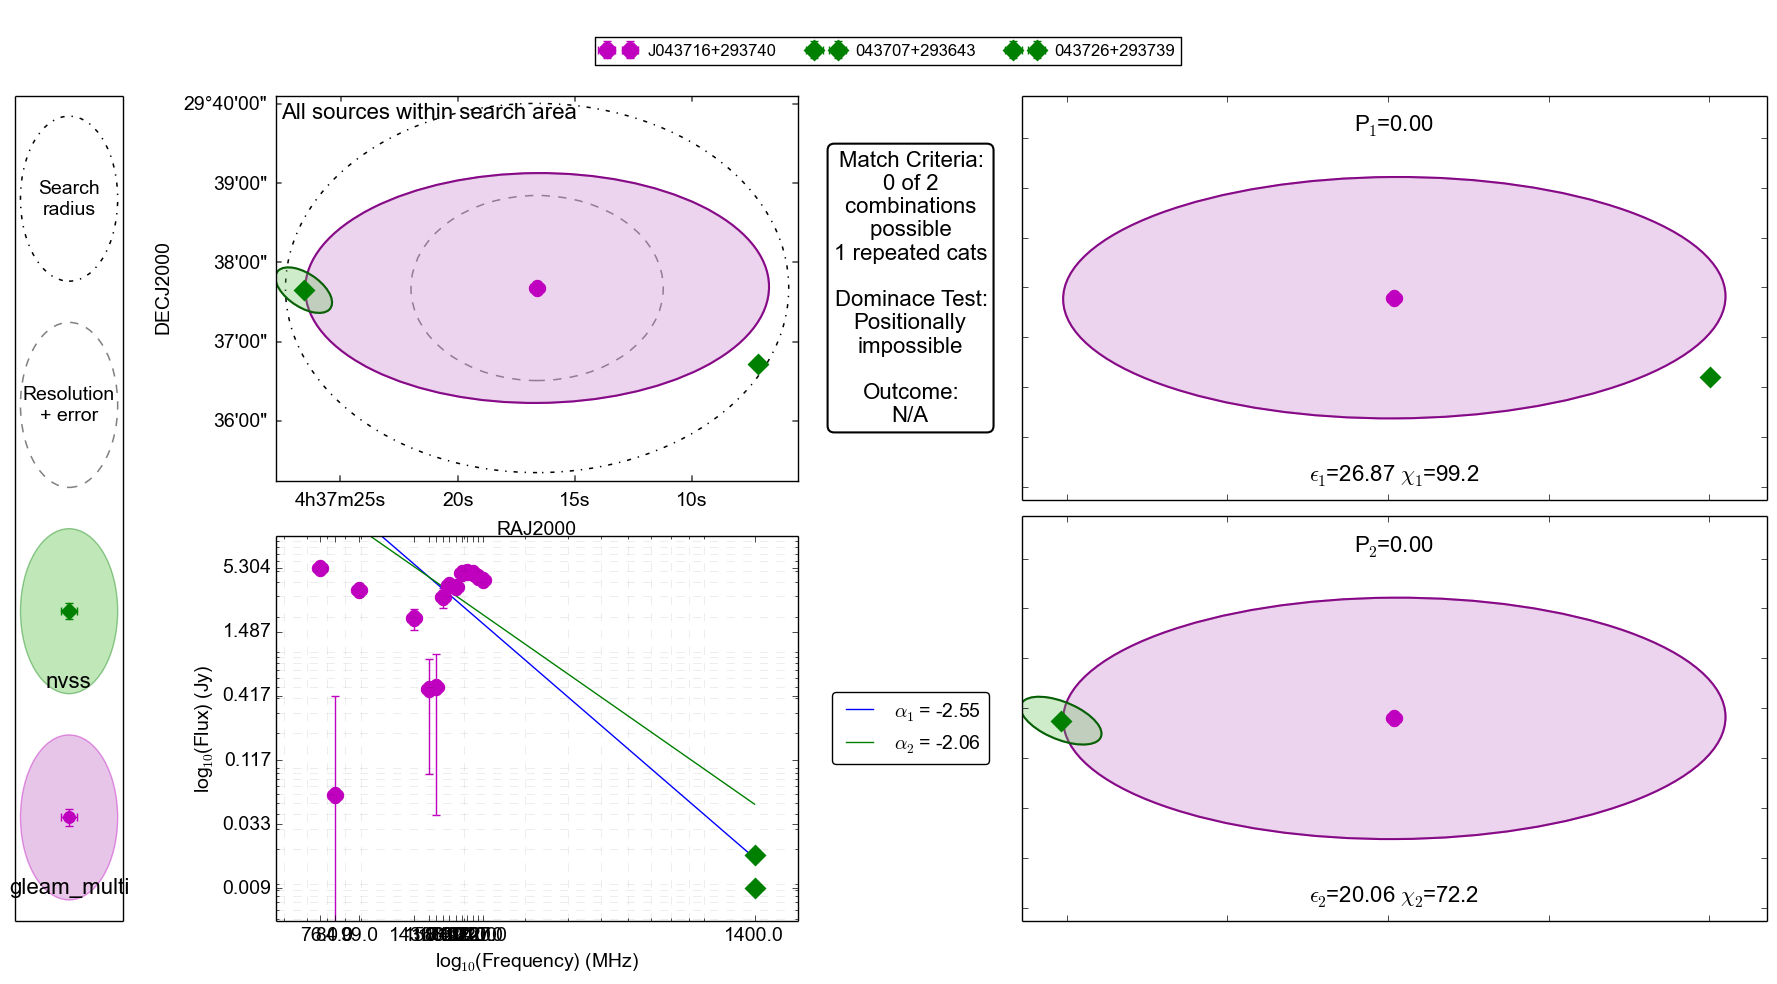 J043716+293740 043707+293643 043726+293739
Search
radius
Resolution
+ error
nvss
gleam_multi
All sources within search area
29°40'00"
39'00"
38'00"
37'00"
36'00"
DECJ2000
4h37m25s 20s 15s 10s
RAJ2000
Match Criteria:
0 of 2
combinations
possible
1 repeated cats
Dominace Test:
Positionally
impossible
Outcome:
N/A
P1=0.00
ϵ1=26.87 χ1=99.2
5.304
1.487
0.417
0.117
0.033
0.009
log10(Flux) (Jy)
1400.0
log10(Frequency) (MHz)
α1 = -2.55
α2 = -2.06
P2=0.00
ϵ2=20.06 χ2=72.2